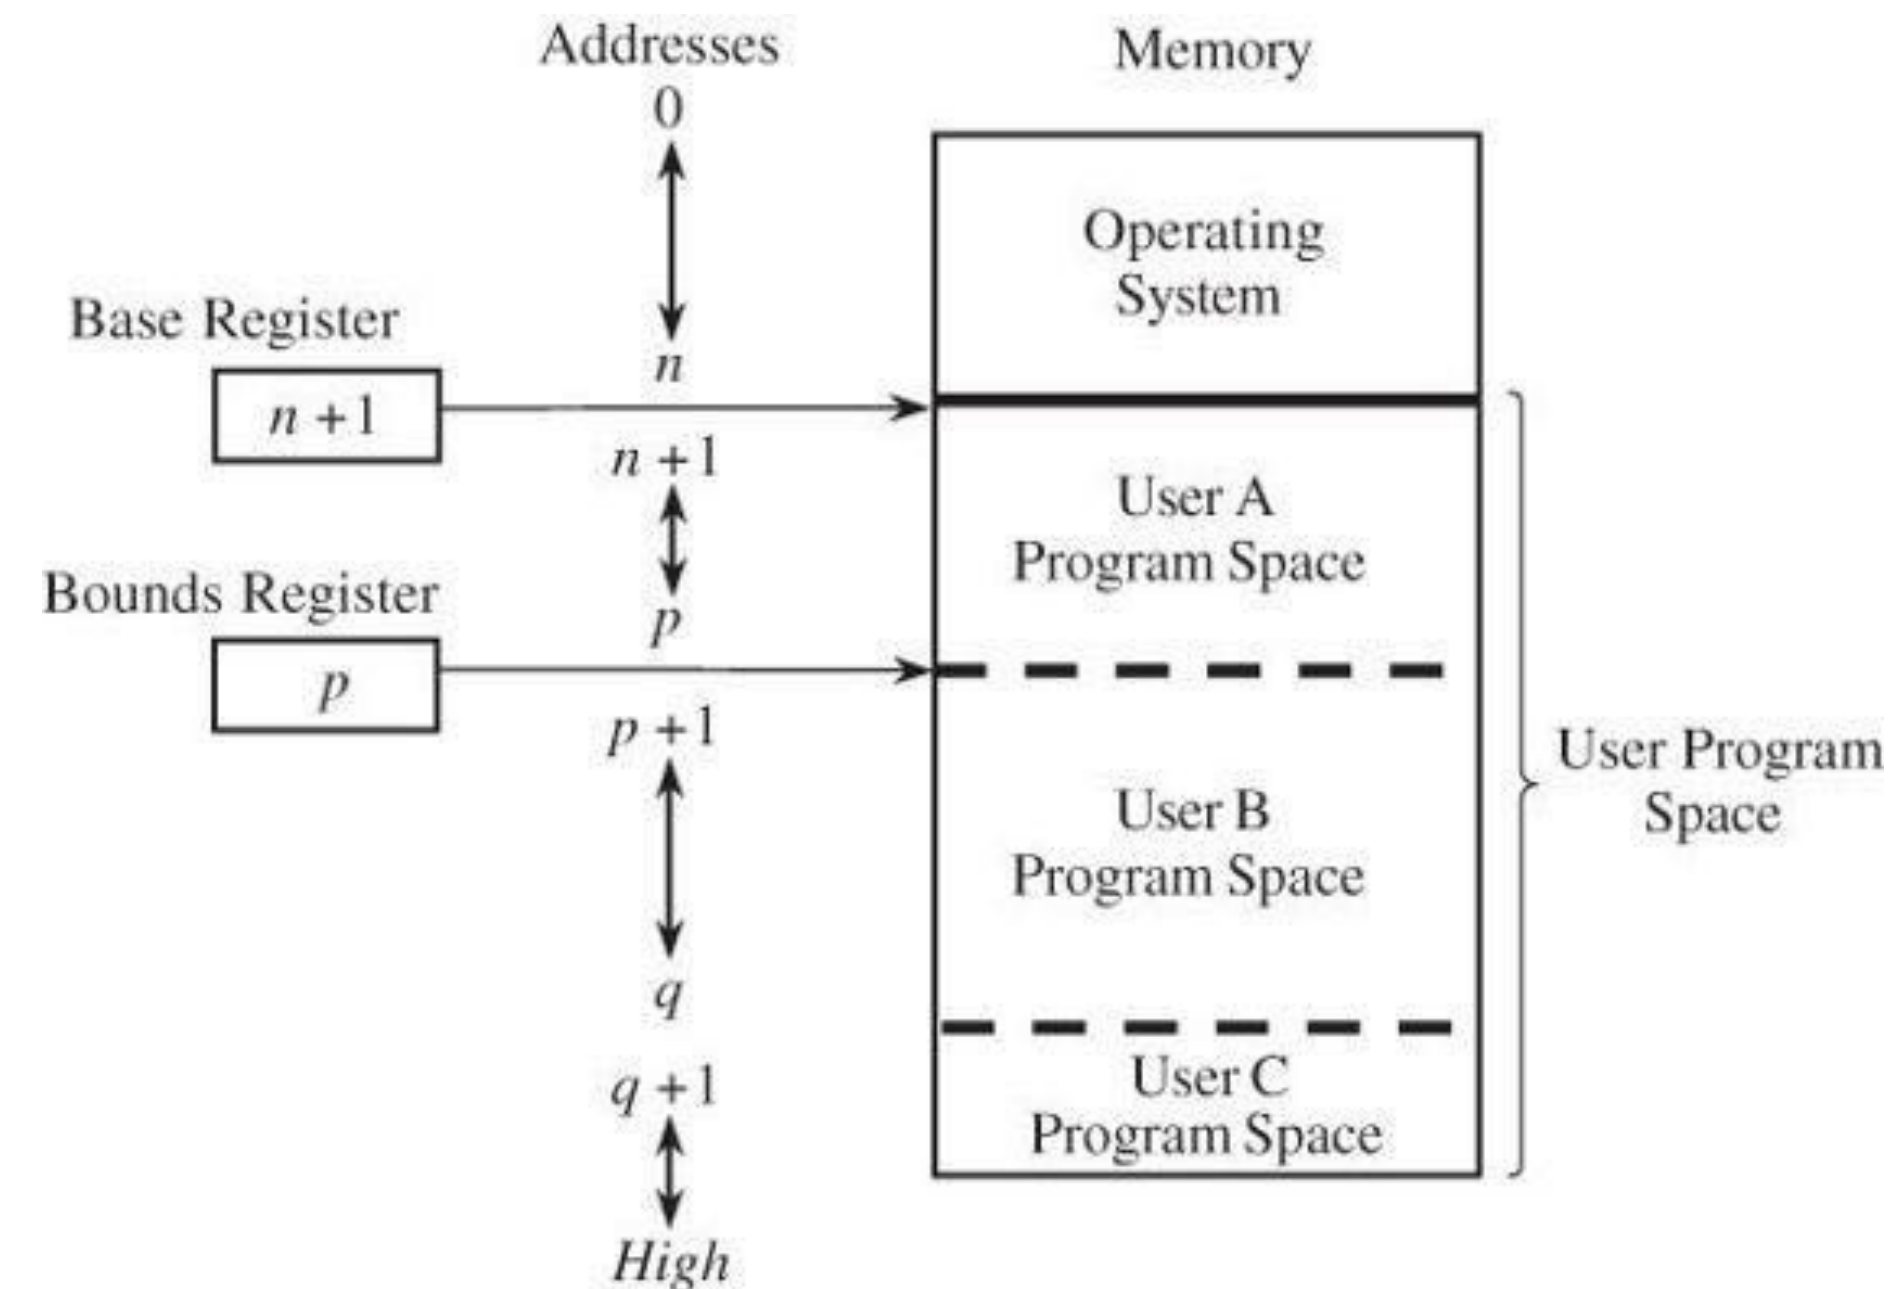 Addresses
Memory
0
Operating
System
Base Register
n
n +1
n +1
User A
Program Space
Bounds Register
p
p
p +1
User Program
Space
User B
Program Space
q
q +1
User C
Program Space
High